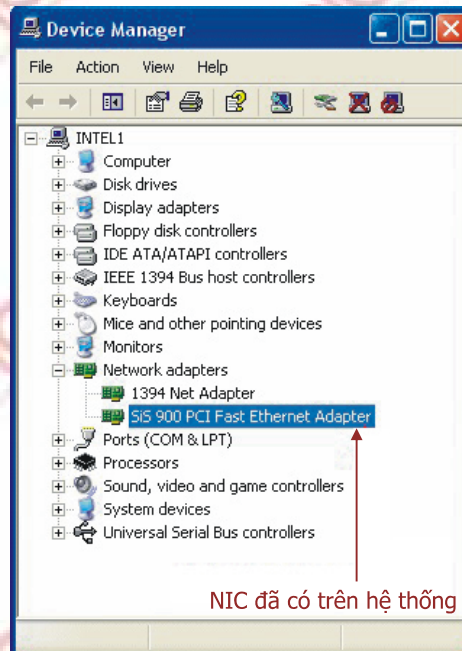 Device Manager
File Action View Help
INTEL1
Computer
Disk drives
Display adapters
Floppy disk controllers
IDE ATA/ATAPI controllers
IEEE 1394 Bus host controllers
Keyboards
Mice and other pointing devices
Monitors
Network adapters
1394 Net Adapter
SiS 900 PCI Fast Ethernet Adapter
Ports (COM & LPT)
Processors
Sound, video and game controllers
System devices
Universal Serial Bus controllers
NIC đã có trên hệ thống